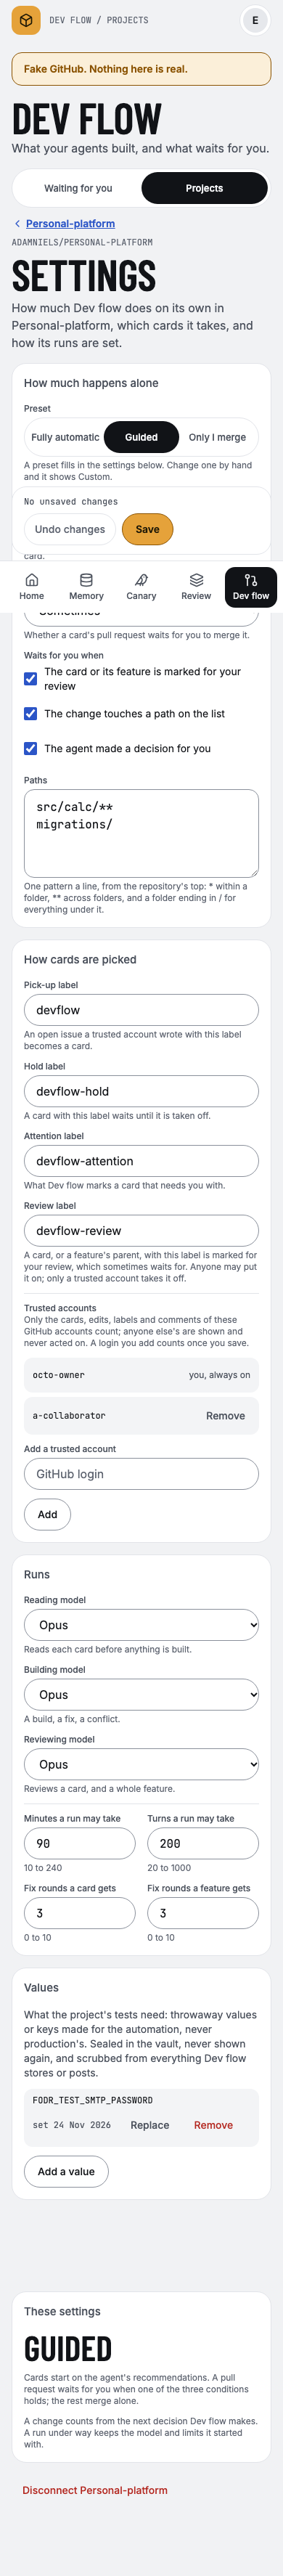 DEV FLOW / PROJECTS
E
Fake GitHub. Nothing here is real.
DEV FLOW
What your agents built, and what waits for you.
Waiting for you
Projects
Personal-platform
ADAMNIELS/PERSONAL-PLATFORM
SETTINGS
How much Dev flow does on its own in
Personal-platform, which cards it takes, and
how its runs are set.
How much happens alone
Preset
Fully automatic
Guided
Only I merge
A preset fills in the settings below. Change one by hand
and it shows Custom.
No unsaved changes
Undo changes
Save
card.
Home
Memory
Canary
Review
Dev flow
Sometimes
Whether a card's pull request waits for you to merge it.
Waits for you when
The card or its feature is marked for your
review
The change touches a path on the list
The agent made a decision for you
Paths
src/calc/**
migrations/
One pattern a line, from the repository's top: * within a
folder, ** across folders, and a folder ending in / for
everything under it.
How cards are picked
Pick-up label
devflow
An open issue a trusted account wrote with this label
becomes a card.
Hold label
devflow-hold
A card with this label waits until it is taken off.
Attention label
devflow-attention
What Dev flow marks a card that needs you with.
Review label
devflow-review
A card, or a feature's parent, with this label is marked for
your review, which sometimes waits for. Anyone may put
it on; only a trusted account takes it off.
Trusted accounts
Only the cards, edits, labels and comments of these
GitHub accounts count; anyone else's are shown and
never acted on. A login you add counts once you save.
octo-owner
you, always on
a-collaborator
Remove
Add a trusted account
GitHub login
Add
Runs
Reading model
Opus
Reads each card before anything is built.
Building model
Opus
A build, a fix, a conflict.
Reviewing model
Opus
Reviews a card, and a whole feature.
Minutes a run may take
Turns a run may take
90
200
10 to 240
20 to 1000
Fix rounds a card gets
Fix rounds a feature gets
3
3
0 to 10
0 to 10
Values
What the project's tests need: throwaway values
or keys made for the automation, never
production's. Sealed in the vault, never shown
again, and scrubbed from everything Dev flow
stores or posts.
FODR_TEST_SMTP_PASSWORD
set 24 Nov 2026
Replace
Remove
Add a value
These settings
GUIDED
Cards start on the agent's recommendations. A pull
request waits for you when one of the three conditions
holds; the rest merge alone.
A change counts from the next decision Dev flow makes.
A run under way keeps the model and limits it started
with.
Disconnect Personal-platform